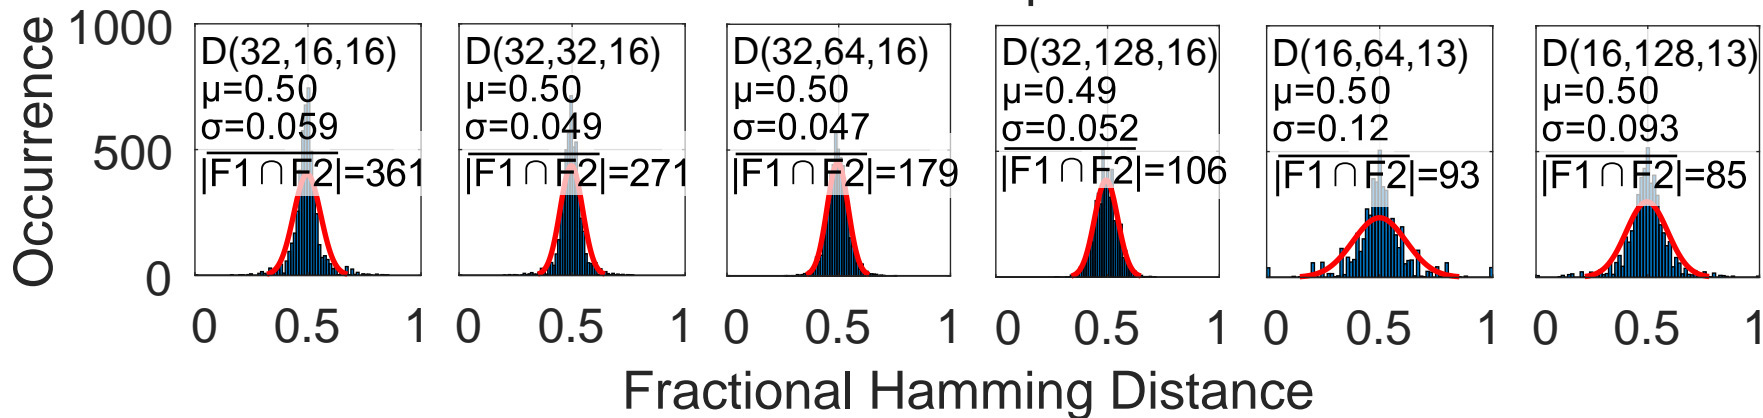 Occurrence
1000
500
0
D(32,16,16)
μ=0.50
σ=0.059
|F1∩F2|=361
0 0.5 1
D(32,32,16)
μ=0.50
σ=0.049
|F1∩F2|=271
0 0.5 1
D(32,64,16)
μ=0.50
σ=0.047
|F1∩F2|=179
0 0.5 1
D(32,128,16)
μ=0.49
σ=0.052
|F1∩F2|=106
0 0.5 1
D(16,64,13)
μ=0.50
σ=0.12
|F1∩F2|=93
0 0.5 1
D(16,128,13)
μ=0.50
σ=0.093
|F1∩F2|=85
0 0.5 1
Fractional Hamming Distance